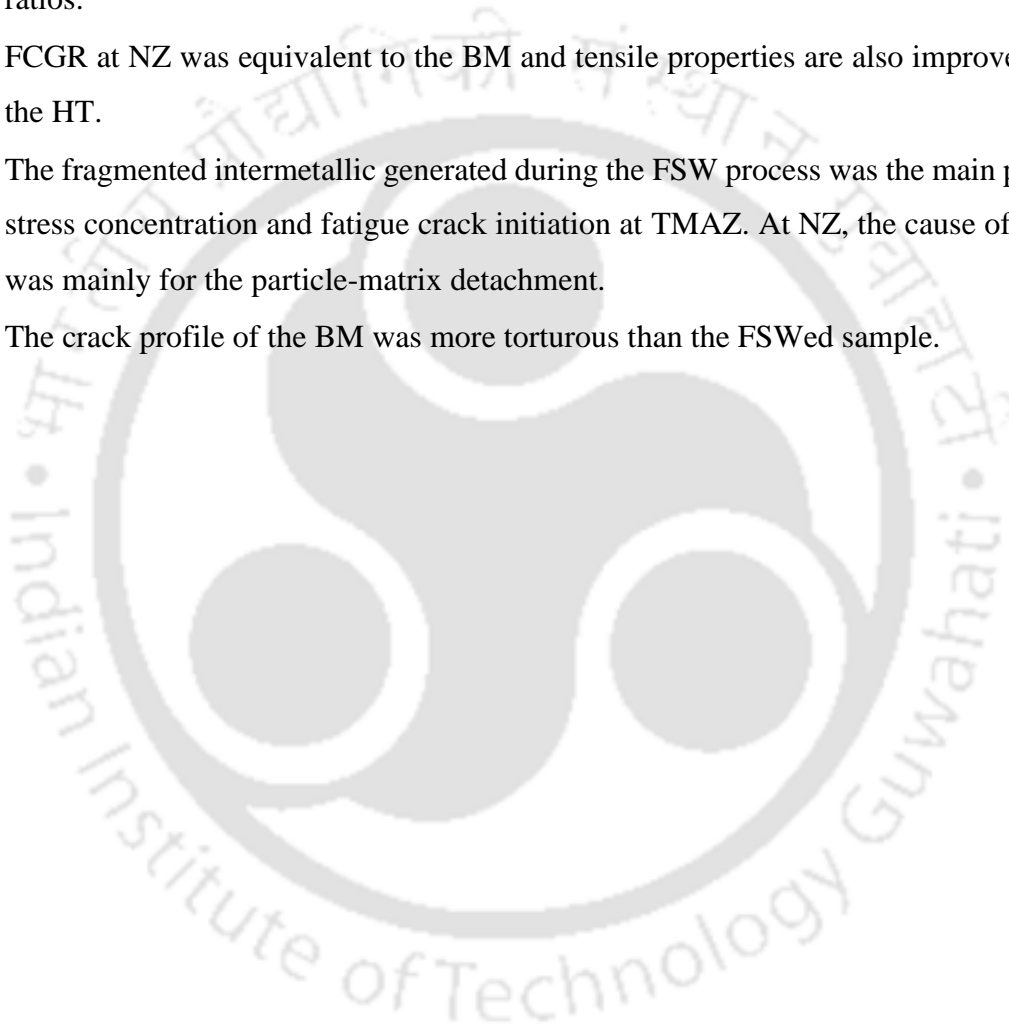 ratios.
FCGR at NZ was equivalent to the BM and tensile properties are also improve
the HT.
The fragmented intermetallic generated during the FSW process was the main p
stress concentration and fatigue crack initiation at TMAZ. At NZ, the cause of
was mainly for the particle-matrix detachment.
The crack profile of the BM was more torturous than the FSWed sample.
Indian Institute of Technology Guwahati